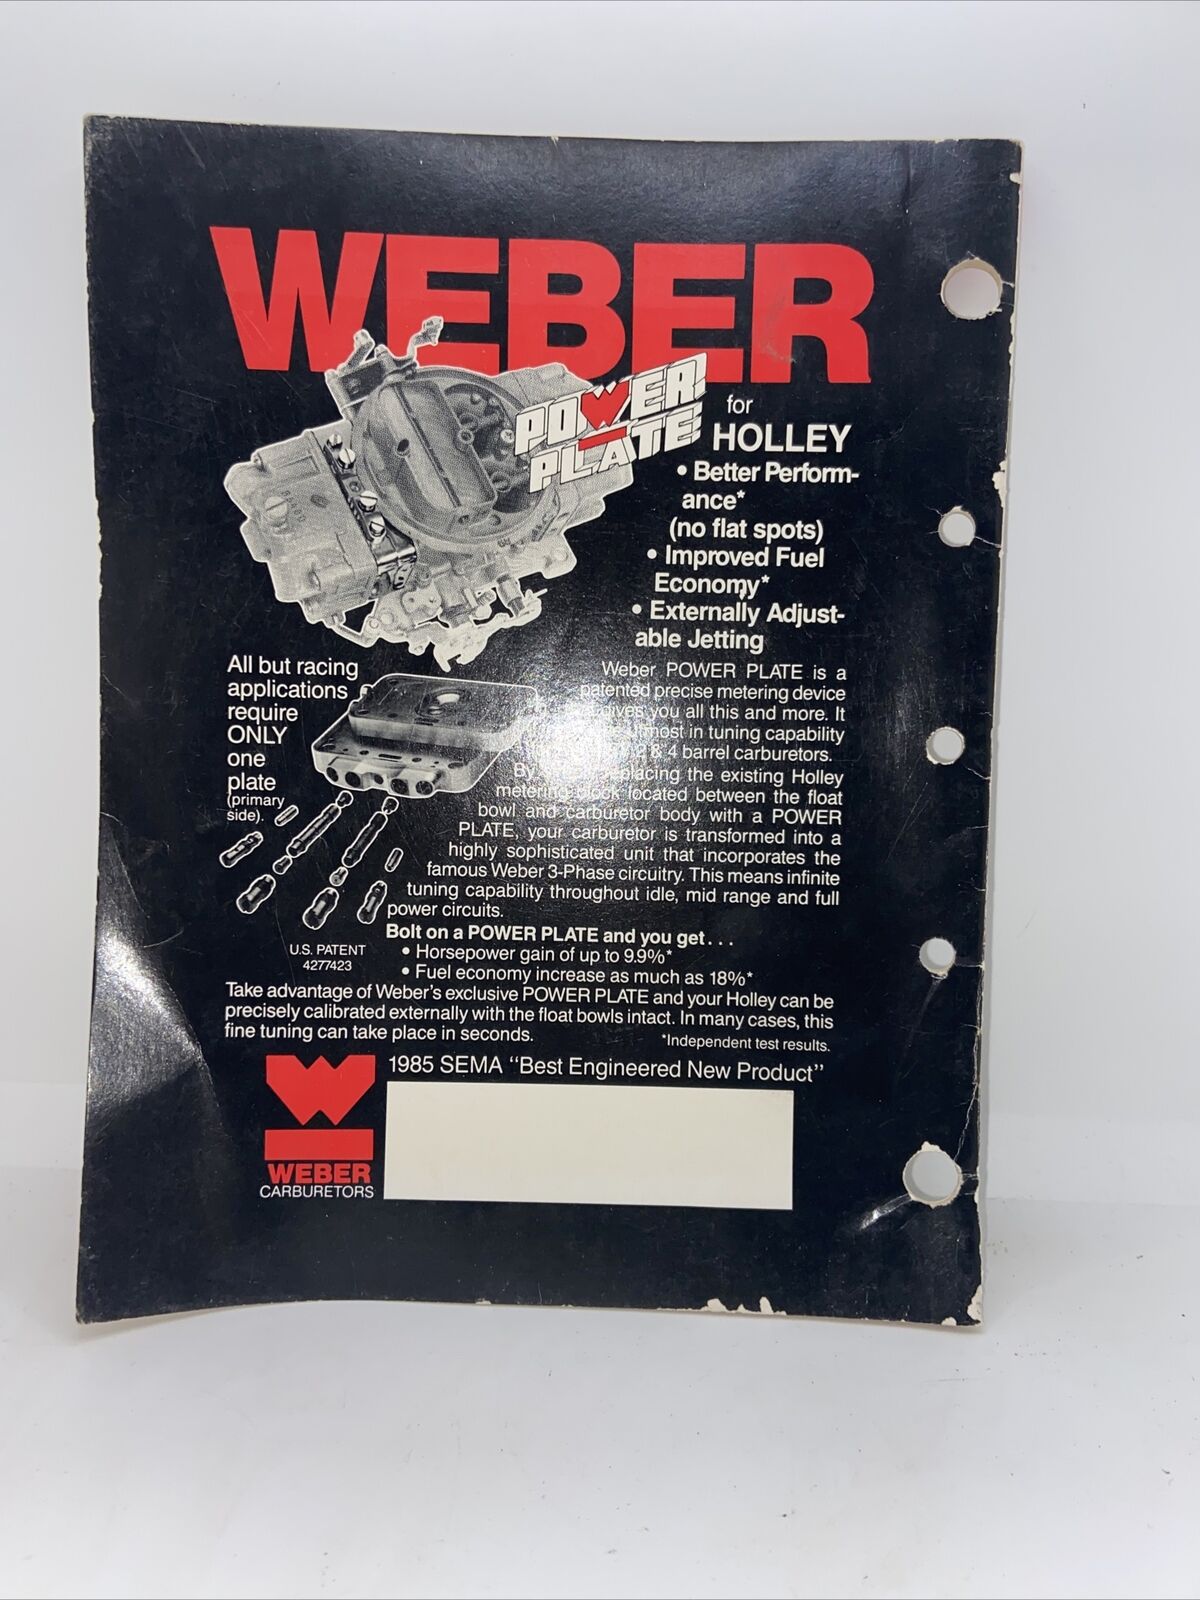 WEBER
POWER
PLATE
for
HOLLEY
• Better Perform-
ance*
(no flat spots)
• Improved Fuel
Economy*
• Externally Adjust-
able Jetting
All but racing
applications
require
ONLY
one
plate
(primary
side).
Weber POWER PLATE is a
patented precise metering device
gives you all this and more. It
in tuning capability
& 4 barrel carburetors.
By replacing the existing Holley
metering block located between the float
bowl and carburetor body with a POWER
PLATE, your carburetor is transformed into a
highly sophisticated unit that incorporates the
famous Weber 3-Phase circuitry. This means infinite
tuning capability throughout idle, mid range and full
power circuits.
U.S. PATENT
4277423
Bolt on a POWER PLATE and you get...
• Horsepower gain of up to 9.9%*
• Fuel economy increase as much as 18%*
Take advantage of Weber's exclusive POWER PLATE and your Holley can be
precisely calibrated externally with the float bowls intact. In many cases, this
fine tuning can take place in seconds.
*Independent test results.
1985 SEMA "Best Engineered New Product"
WEBER
CARBURETORS